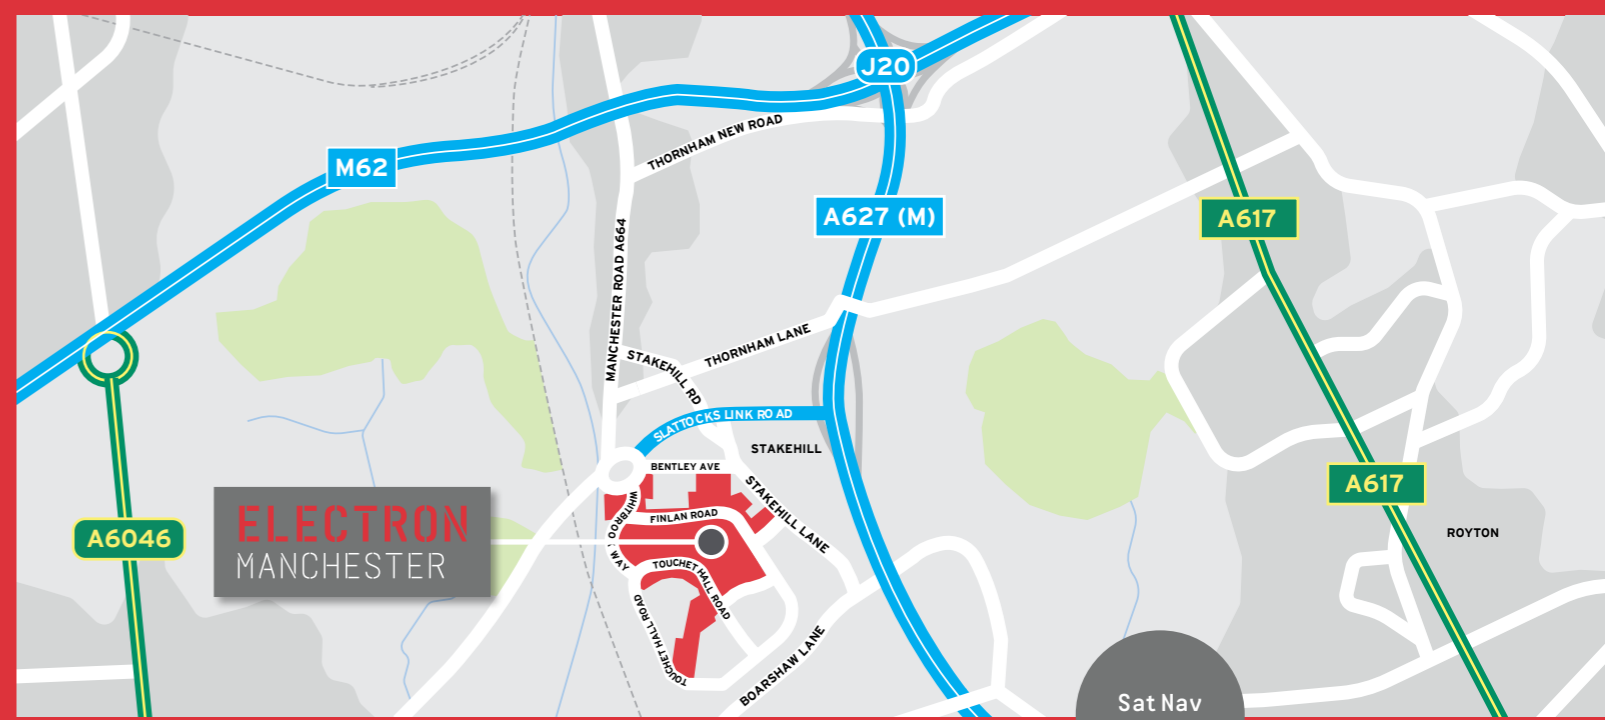 J20
THORNHAM NEW ROAD
M62
A627 (M)
A617
MANCHESTER ROAD A664
THORNHAM LANE
STAKEHILL RD
SLATTOCKS LINK ROAD
STAKEHILL
BENTLEY AVE
STAKEHILL LANE
A617
WHITBROOK WAY
FINLAN ROAD
ROYTON
A6046
ELECTRON
MANCHESTER
TOUCHET HALL ROAD
TOUCHET HALL ROAD
BOARSHAW LANE
Sat Nav